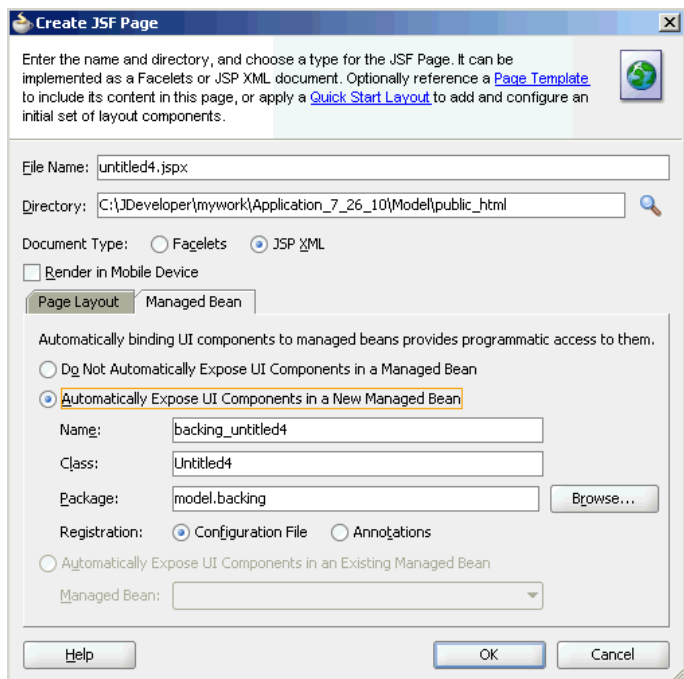 Create JSF Page
Enter the name and directory, and choose a type for the JSF Page. It can be
implemented as a Facelets or JSP XML document. Optionally reference a Page Template
to include its content in this page, or apply a Quick Start Layout to add and configure an
initial set of layout components.
File Name: untitled4.jspx
Directory: C:\JDeveloper\mywork\Application_7_26_10\Model\public_html
Document Type: Facelets JSP XML
Render in Mobile Device
Page Layout Managed Bean
Automatically binding UI components to managed beans provides programmatic access to them.
Do Not Automatically Expose UI Components in a Managed Bean
Automatically Expose UI Components in a New Managed Bean
Name: backing_untitled4
Class: Untitled4
Package: model.backing Browse...
Registration: Configuration File Annotations
Automatically Expose UI Components in an Existing Managed Bean
Managed Bean:
Help OK Cancel